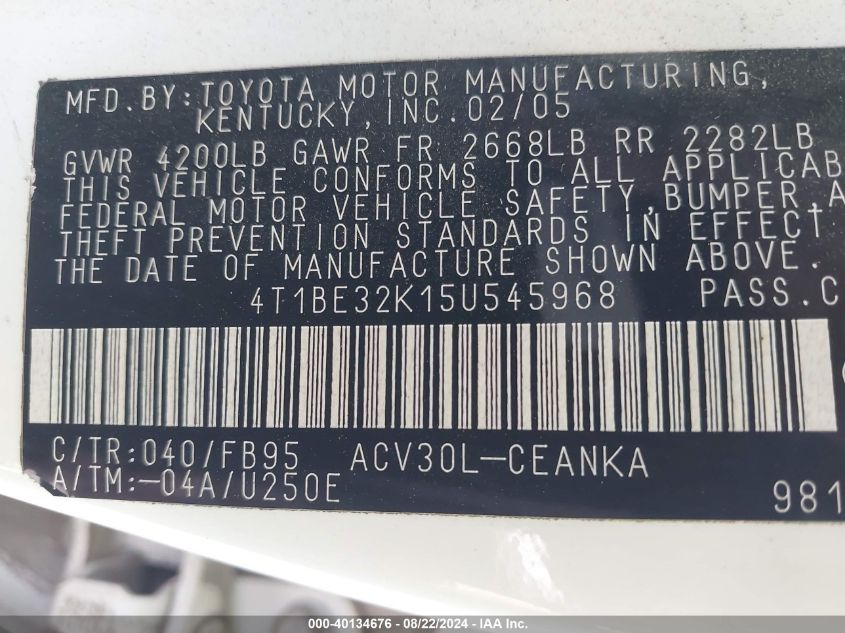 MFD.BY:TOYOTA MOTOR MANUFACTURING,
KENTUCKY,INC.02/05
GVWR 4200LB GAWR FR 2668LB RR 2282LB
THIS VEHICLE CONFORMS TO ALL APPLICAB
FEDERAL MOTOR VEHICLE SAFETY,BUMPER,A
THEFT PREVENTION STANDARDS IN EFFECT
THE DATE OF MANUFACTURE SHOWN ABOVE.
4T1BE32K15U545968 PASS.C
C/TR:040/FB95 ACV30L-CEANKA
A/TM:-04A/U250E
981
000-40134676 - 08/22/2024 - IAA Inc.